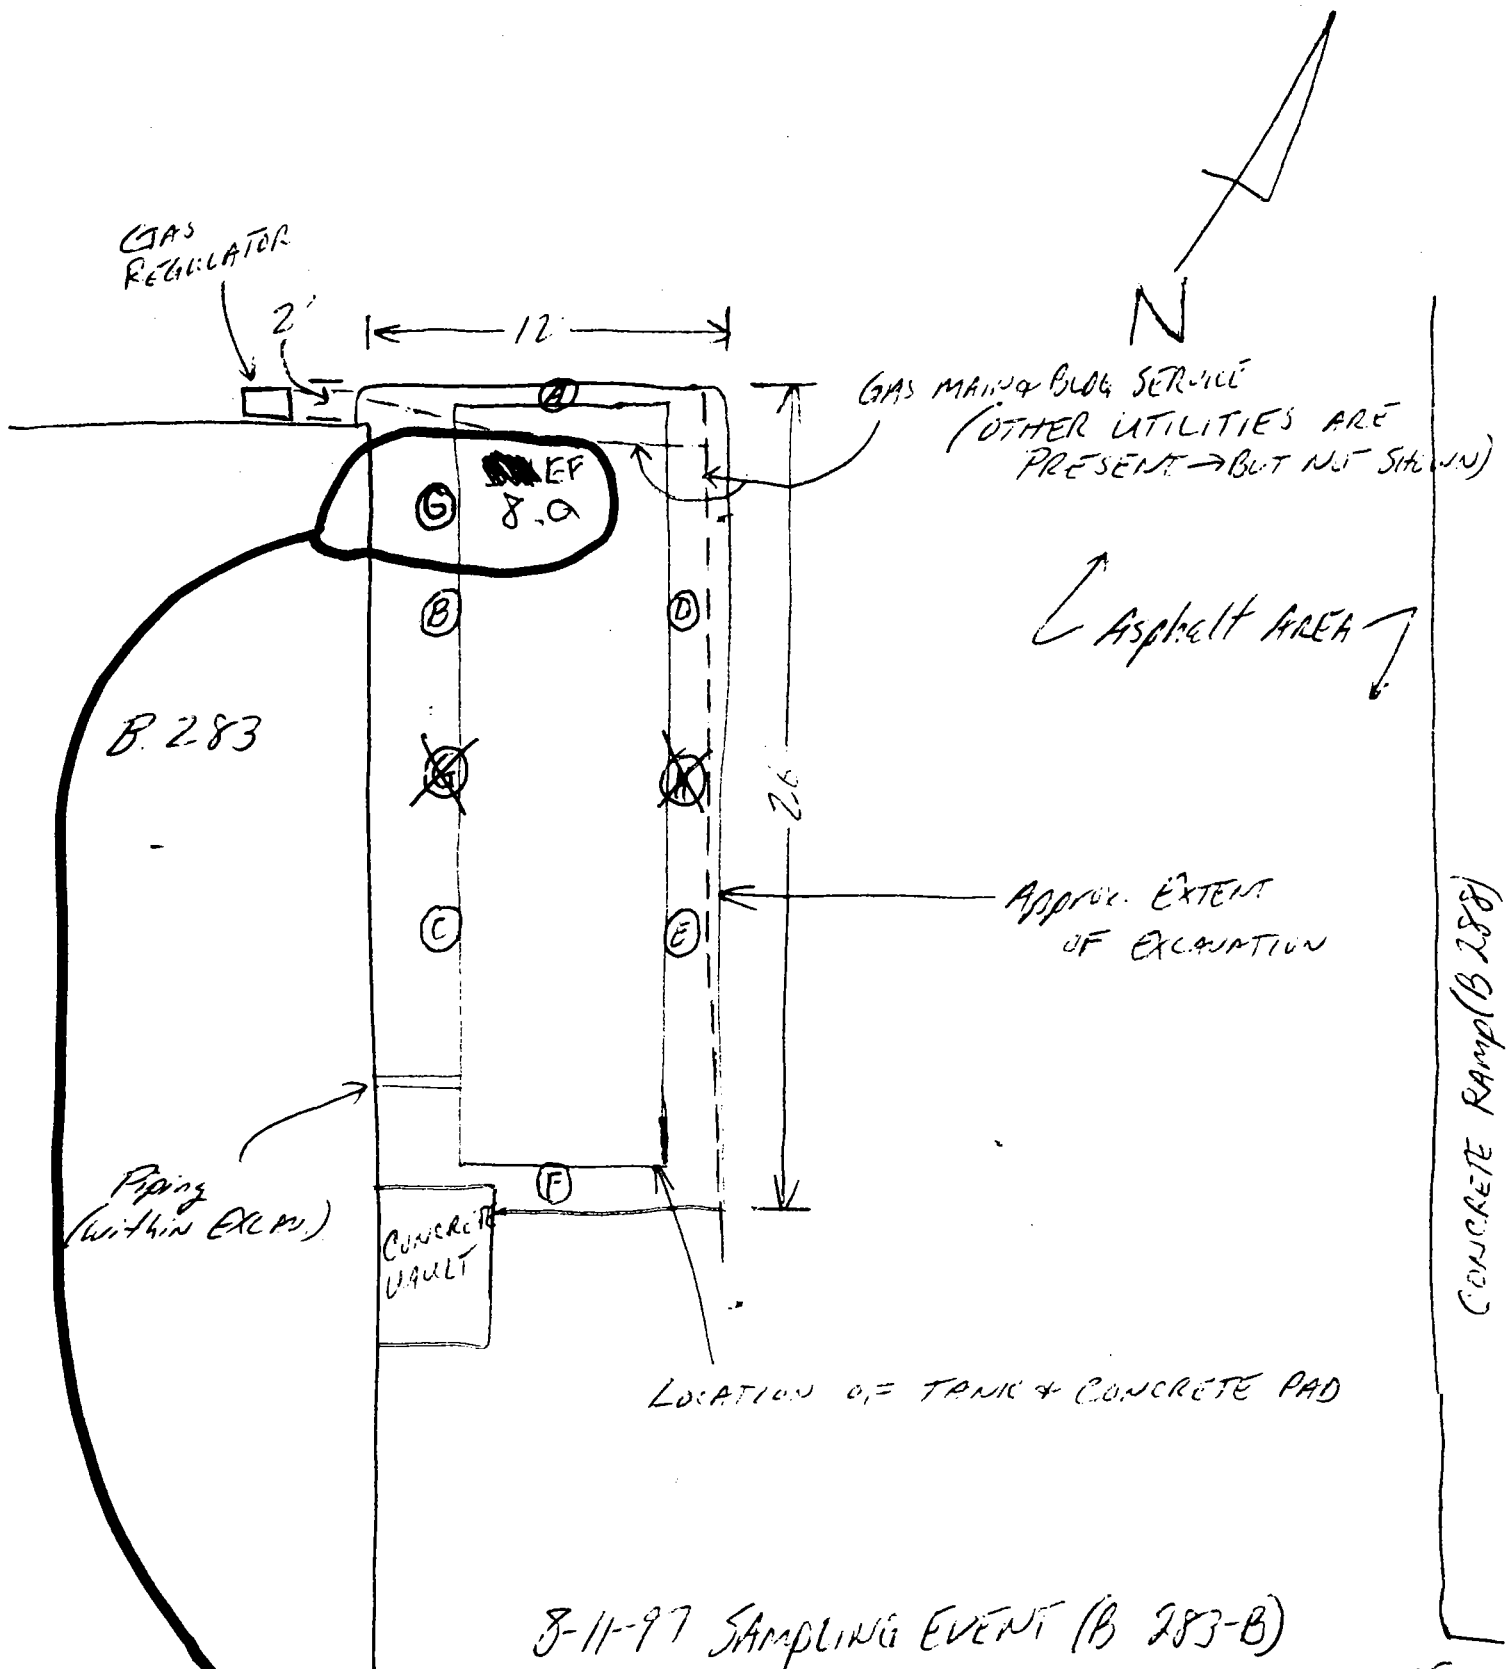 GAS
REGULATOR
2'
12'
N
A
GAS MAIN & BLDG SERVICE
(OTHER UTILITIES ARE
PRESENT → BUT NOT SHOWN)
EF
G
8.0
B
D
Asphalt AREA
B. 283
G
26'
C
E
Approx. EXTENT
OF EXCAVATION
CONCRETE RAMP (B 288)
Piping
(within EXCAV.)
F
CONCRETE
VAULT
LOCATION OF TANK & CONCRETE PAD
8-11-97 SAMPLING EVENT (B 283-B)